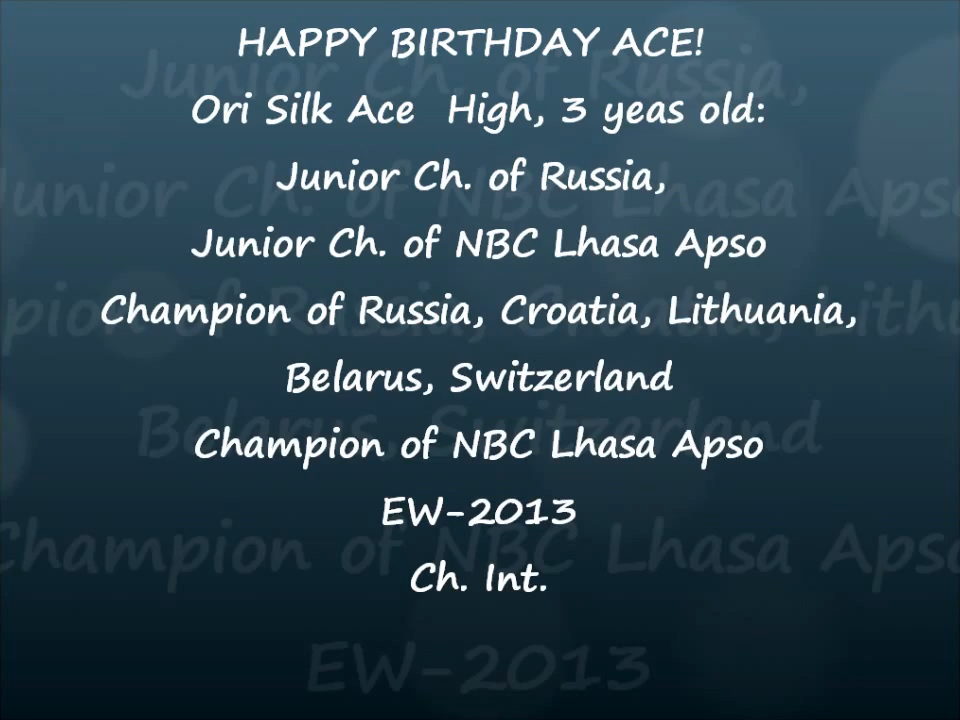 HAPPY BIRTHDAY ACE!
Ori Silk Ace  High, 3 yeas old:
Junior Ch. of Russia,
Junior Ch. of NBC Lhasa Apso
Champion of Russia, Croatia, Lithuania,
Belarus, Switzerland
Champion of NBC Lhasa Apso
EW-2013
Ch. Int.